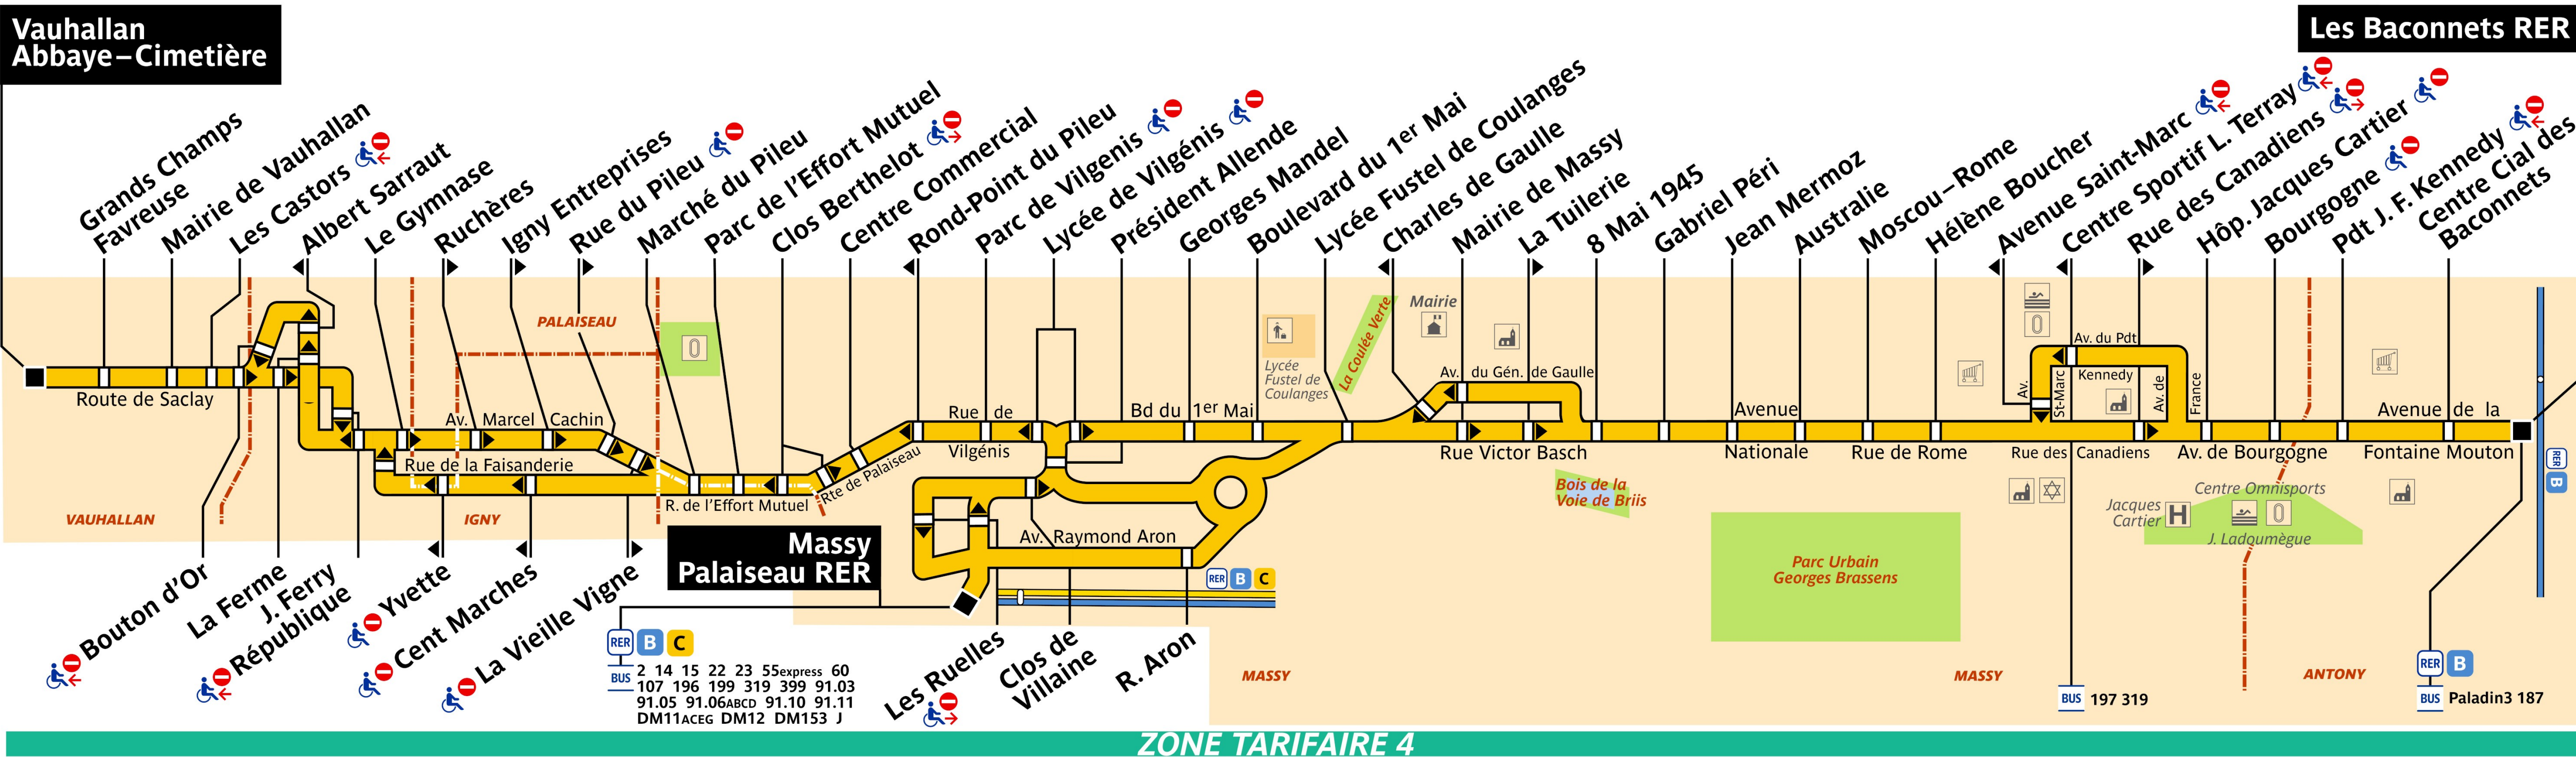 Vauhallan
Abbaye–Cimetière
Les Baconnets RER
Grands Champs
Favreuse
Mairie de Vauhallan
Les Castors
Albert Sarraut
Le Gymnase
Ruchères
Igny Entreprises
Rue du Pileu
Marché du Pileu
Parc de l'Effort Mutuel
Clos Berthelot
Centre Commercial
Rond-Point du Pileu
Parc de Vilgenis
Lycée de Vilgénis
Président Allende
Georges Mandel
Boulevard du 1er Mai
Lycée Fustel de Coulanges
Charles de Gaulle
Mairie de Massy
La Tuilerie
8 Mai 1945
Gabriel Péri
Jean Mermoz
Australie
Moscou–Rome
Hélène Boucher
Avenue Saint-Marc
Centre Sportif L. Terray
Rue des Canadiens
Hôp. Jacques Cartier
Bourgogne
Pdt J. F. Kennedy
Centre Cial des
Baconnets
PALAISEAU
Lycée
Fustel de
Coulanges
La Coulée Verte
Mairie
Av. du Pdt
Kennedy
Av.
St-Marc
Av. de
France
Av. du Gén. de Gaulle
Route de Saclay
Av. Marcel Cachin
Rue de la Faisanderie
R. de l'Effort Mutuel
Rte de Palaiseau
Rue de
Vilgénis
Bd du 1er Mai
Rue Victor Basch
Avenue
Nationale
Rue de Rome
Rue des Canadiens
Av. de Bourgogne
Avenue de la
Fontaine Mouton
RER B
Bois de la
Voie de Briis
Jacques
Cartier
H
Centre Omnisports
J. Ladoumègue
VAUHALLAN
IGNY
Massy
Palaiseau RER
Av. Raymond Aron
RER B C
Parc Urbain
Georges Brassens
Bouton d'Or
La Ferme
J. Ferry
République
Yvette
Cent Marches
La Vieille Vigne
RER B C
BUS
2 14 15 22 23 55express 60
107 196 199 319 399 91.03
91.05 91.06ABCD 91.10 91.11
DM11ACEG DM12 DM153 J
Les Ruelles
Clos de
Villaine
R. Aron
MASSY
MASSY
ANTONY
BUS 197 319
RER B
BUS Paladin3 187
ZONE TARIFAIRE 4